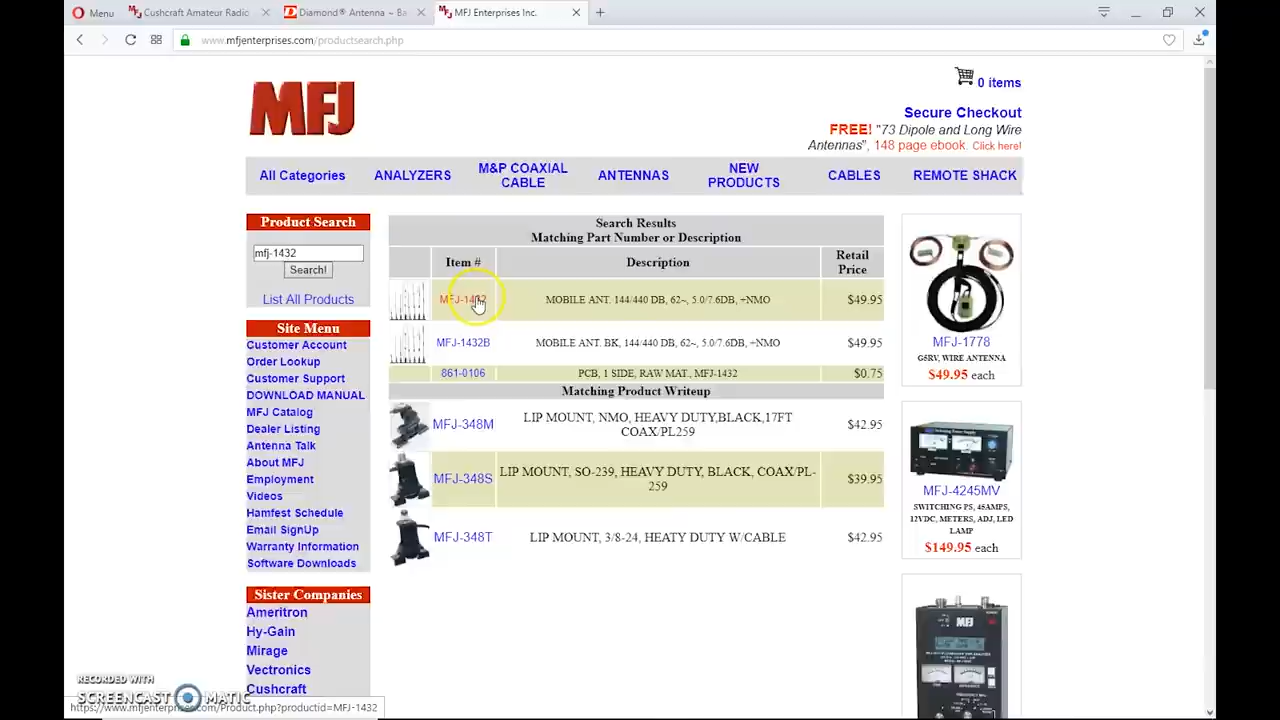 Menu
Cushcraft Amateur Radio
Diamond® Antenna ~ Ba
MFJ Enterprises Inc.
www.mfjenterprises.com/productsearch.php
MFJ
0 items
Secure Checkout
FREE! "73 Dipole and Long Wire
Antennas", 148 page ebook. Click here!
All Categories
ANALYZERS
M&P COAXIAL
CABLE
ANTENNAS
NEW
PRODUCTS
CABLES
REMOTE SHACK
Product Search
mfj-1432
Search!
List All Products
Site Menu
Customer Account
Order Lookup
Customer Support
DOWNLOAD MANUAL
MFJ Catalog
Dealer Listing
Antenna Talk
About MFJ
Employment
Videos
Hamfest Schedule
Email SignUp
Warranty Information
Software Downloads
Sister Companies
Ameritron
Hy-Gain
Mirage
Vectronics
Cushcraft
Search Results
Matching Part Number or Description
Item #
Description
Retail
Price
MFJ-1432
MOBILE ANT. 144/440 DB, 62~, 5.0/7.6DB, ÷NMO
$49.95
MFJ-1432B
MOBILE ANT. BK, 144/440 DB, 62~, 5.0/7.6DB, ÷NMO
$49.95
861-0106
PCB, 1 SIDE, RAW MAT., MFJ-1432
$0.75
Matching Product Writeup
MFJ-348M
LIP MOUNT, NMO, HEAVY DUTY,BLACK,17FT
COAX/PL259
$42.95
MFJ-348S
LIP MOUNT, SO-239, HEAVY DUTY, BLACK, COAX/PL-
259
$39.95
MFJ-348T
LIP MOUNT, 3/8-24, HEATY DUTY W/CABLE
$42.95
MFJ-1778
G5RV, WIRE ANTENNA
$49.95 each
MFJ-4245MV
SWITCHING PS, 45AMPS,
12VDC, METERS, ADJ, LED
LAMP
$149.95 each
MFJ
RECORDED WITH
SCREENCAST MATIC
https://www.mfjenterprises.com/Product.php?productid=MFJ-1432